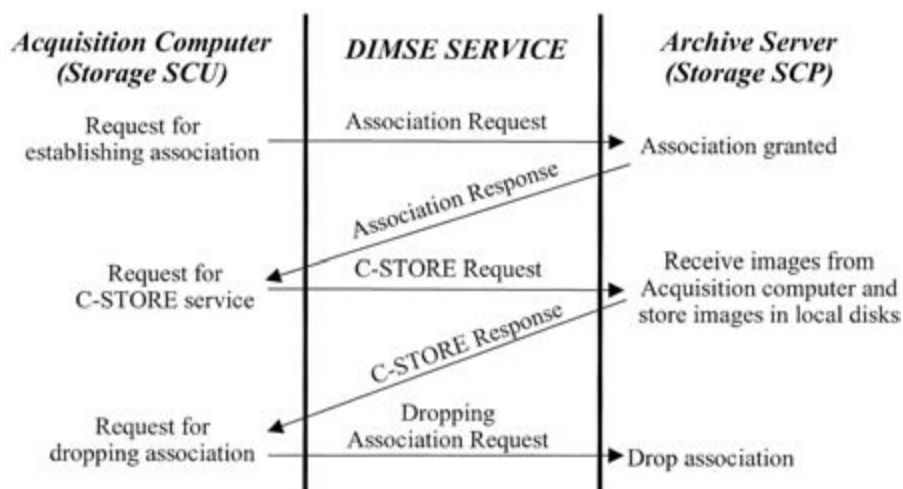 Acquisition Computer
(Storage SCU)
DIMSE SERVICE
Archive Server
(Storage SCP)
Request for
establishing association
Association Request
Association granted
Association Response
Request for
C-STORE service
C-STORE Request
Receive images from
Acquisition computer and
store images in local disks
C-STORE Response
Request for
dropping association
Dropping
Association Request
Drop association